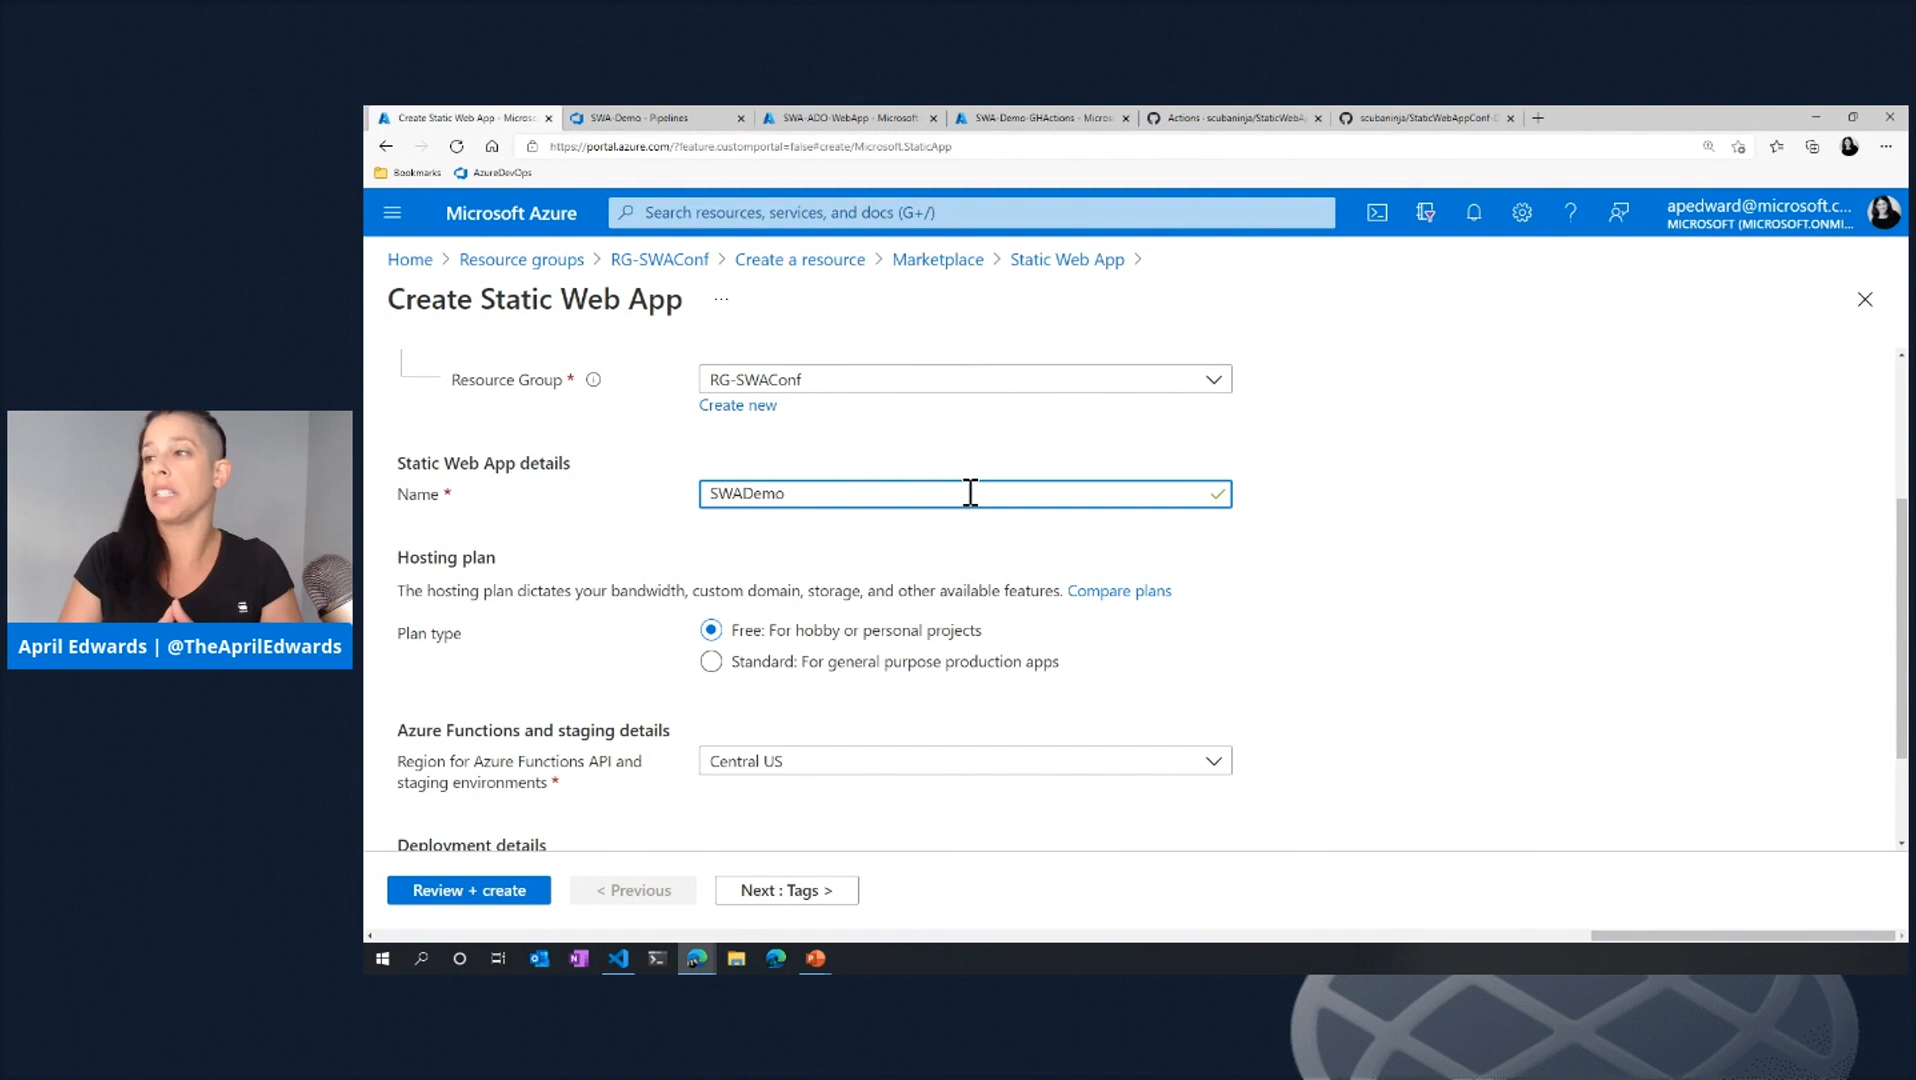 Create Static Web App - Microsc
SWA-Demo - Pipelines
SWA-ADO-WebApp - Microsoft
SWA-Demo-GHActions - Micros
Actions - scubaninja/StaticWebA
scubaninja/StaticWebAppConf-D
https://portal.azure.com/?feature.customportal=false#create/Microsoft.StaticApp
Bookmarks
AzureDevOps
Microsoft Azure
Search resources, services, and docs (G+/)
apedward@microsoft.c...
MICROSOFT (MICROSOFT.ONMI...
Home > Resource groups > RG-SWAConf > Create a resource > Marketplace > Static Web App >
Create Static Web App ...
Resource Group *
RG-SWAConf
Create new
Static Web App details
Name *
SWADemo
Hosting plan
The hosting plan dictates your bandwidth, custom domain, storage, and other available features. Compare plans
Plan type
Free: For hobby or personal projects
Standard: For general purpose production apps
Azure Functions and staging details
Region for Azure Functions API and
staging environments *
Central US
Deployment details
Review + create
< Previous
Next : Tags >
April Edwards | @TheAprilEdwards